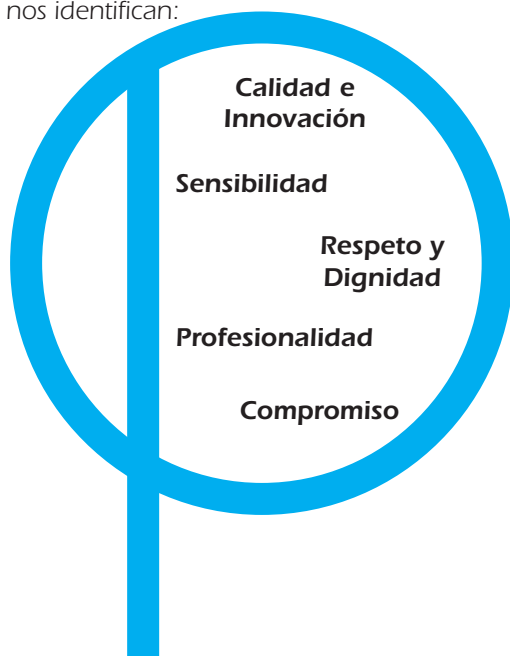 nos identifican:
Calidad e
Innovación
Sensibilidad
Respeto y
Dignidad
Profesionalidad
Compromiso